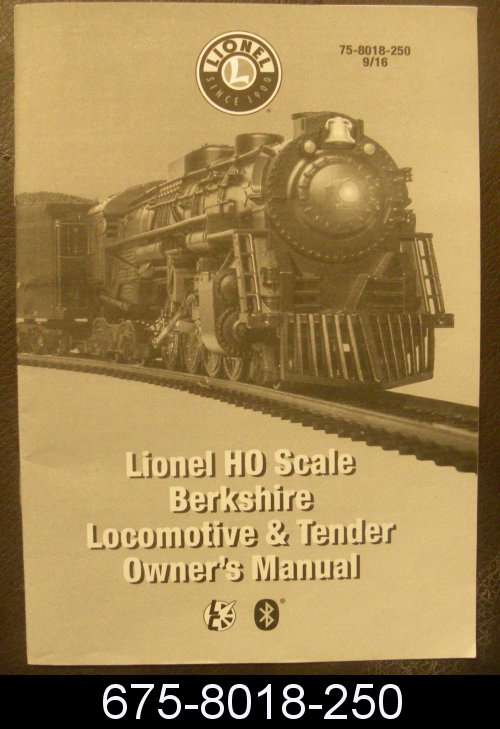 LIONEL
L
SINCE 1900
75-8018-250
9/16
Lionel HO Scale
Berkshire
Locomotive & Tender
Owner's Manual
LC
®
675-8018-250